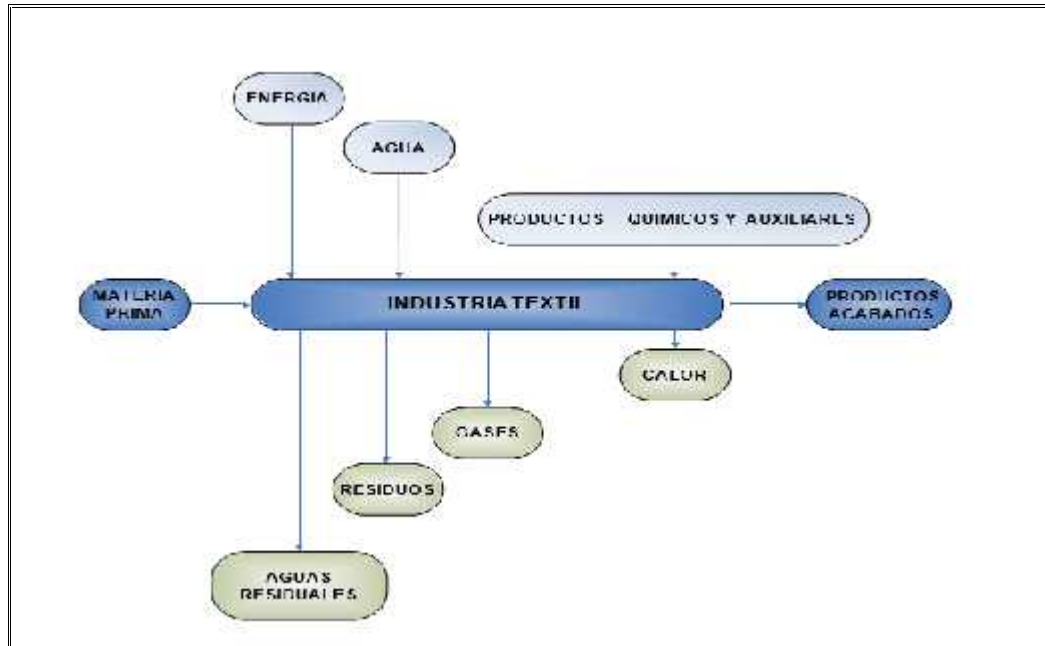 ENERGIA
AGUA
PRODUCTOS QUIMICOS Y AUXILIARES
MATERIA
PRIMA
INDUSTRIA TEXTIL
PRODUCTOS
ACABADOS
CALOR
GASES
RESIDUOS
AGUAS
RESIDUALES